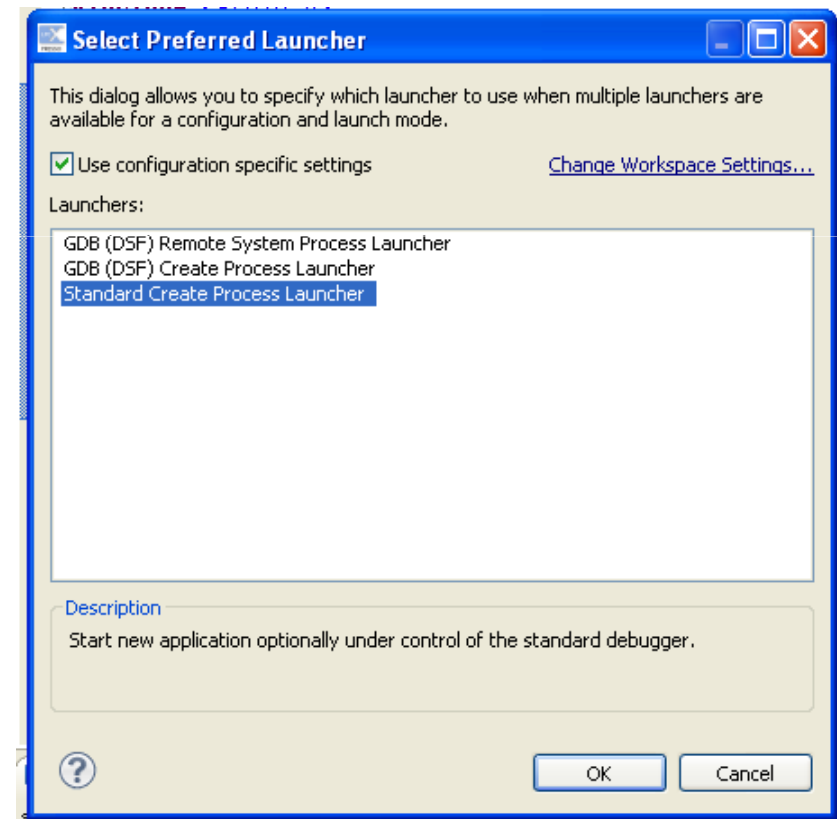 Select Preferred Launcher
This dialog allows you to specify which launcher to use when multiple launchers are
available for a configuration and launch mode.
Use configuration specific settings
Change Workspace Settings...
Launchers:
GDB (DSF) Remote System Process Launcher
GDB (DSF) Create Process Launcher
Standard Create Process Launcher
Description
Start new application optionally under control of the standard debugger.
?
OK
Cancel